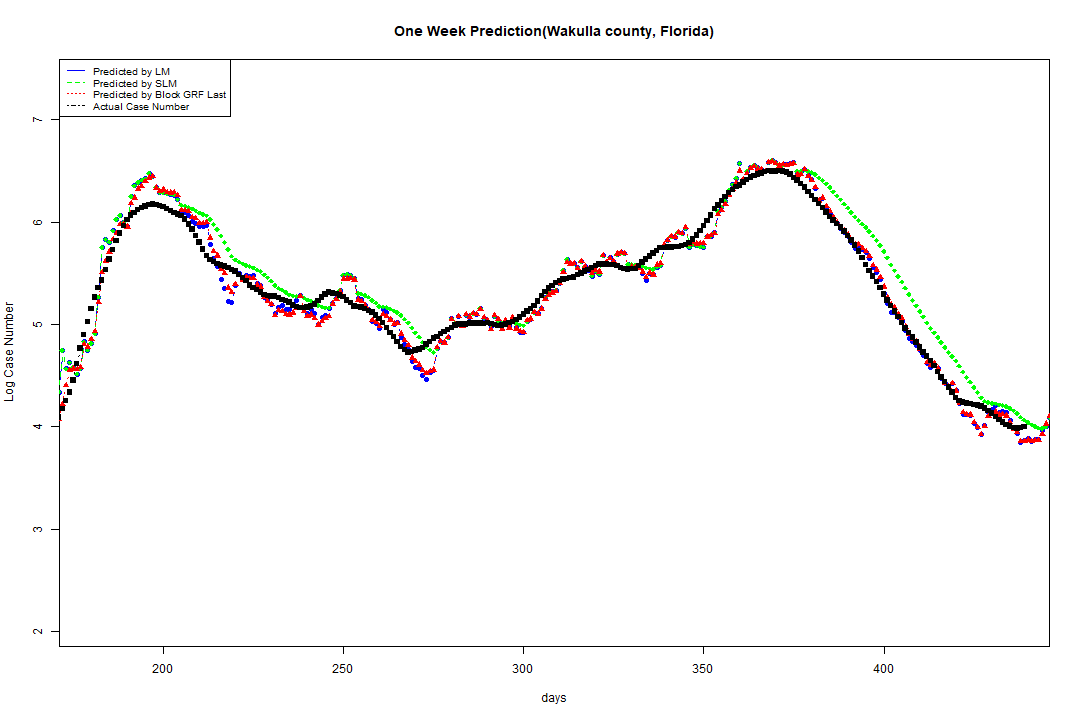 One Week Prediction(Wakulla county, Florida)
Predicted by LM
Predicted by SLM
Predicted by Block GRF Last
Actual Case Number
7
6
5
4
3
2
Log Case Number
200 250 300 350 400
days